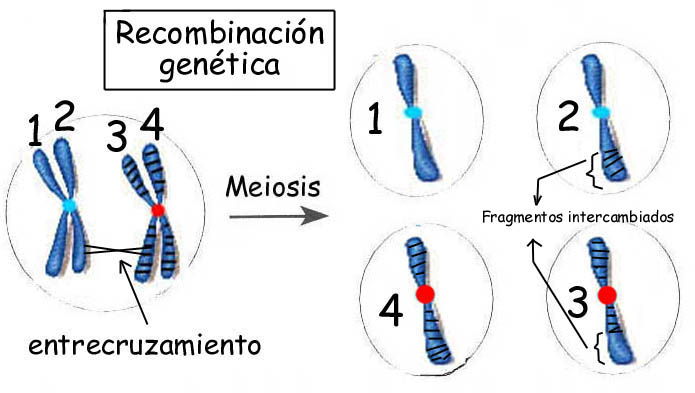 Recombinación
genética
1 2 3 4
Meiosis
entrecruzamiento
1
2
Fragmentos intercambiados
4
3